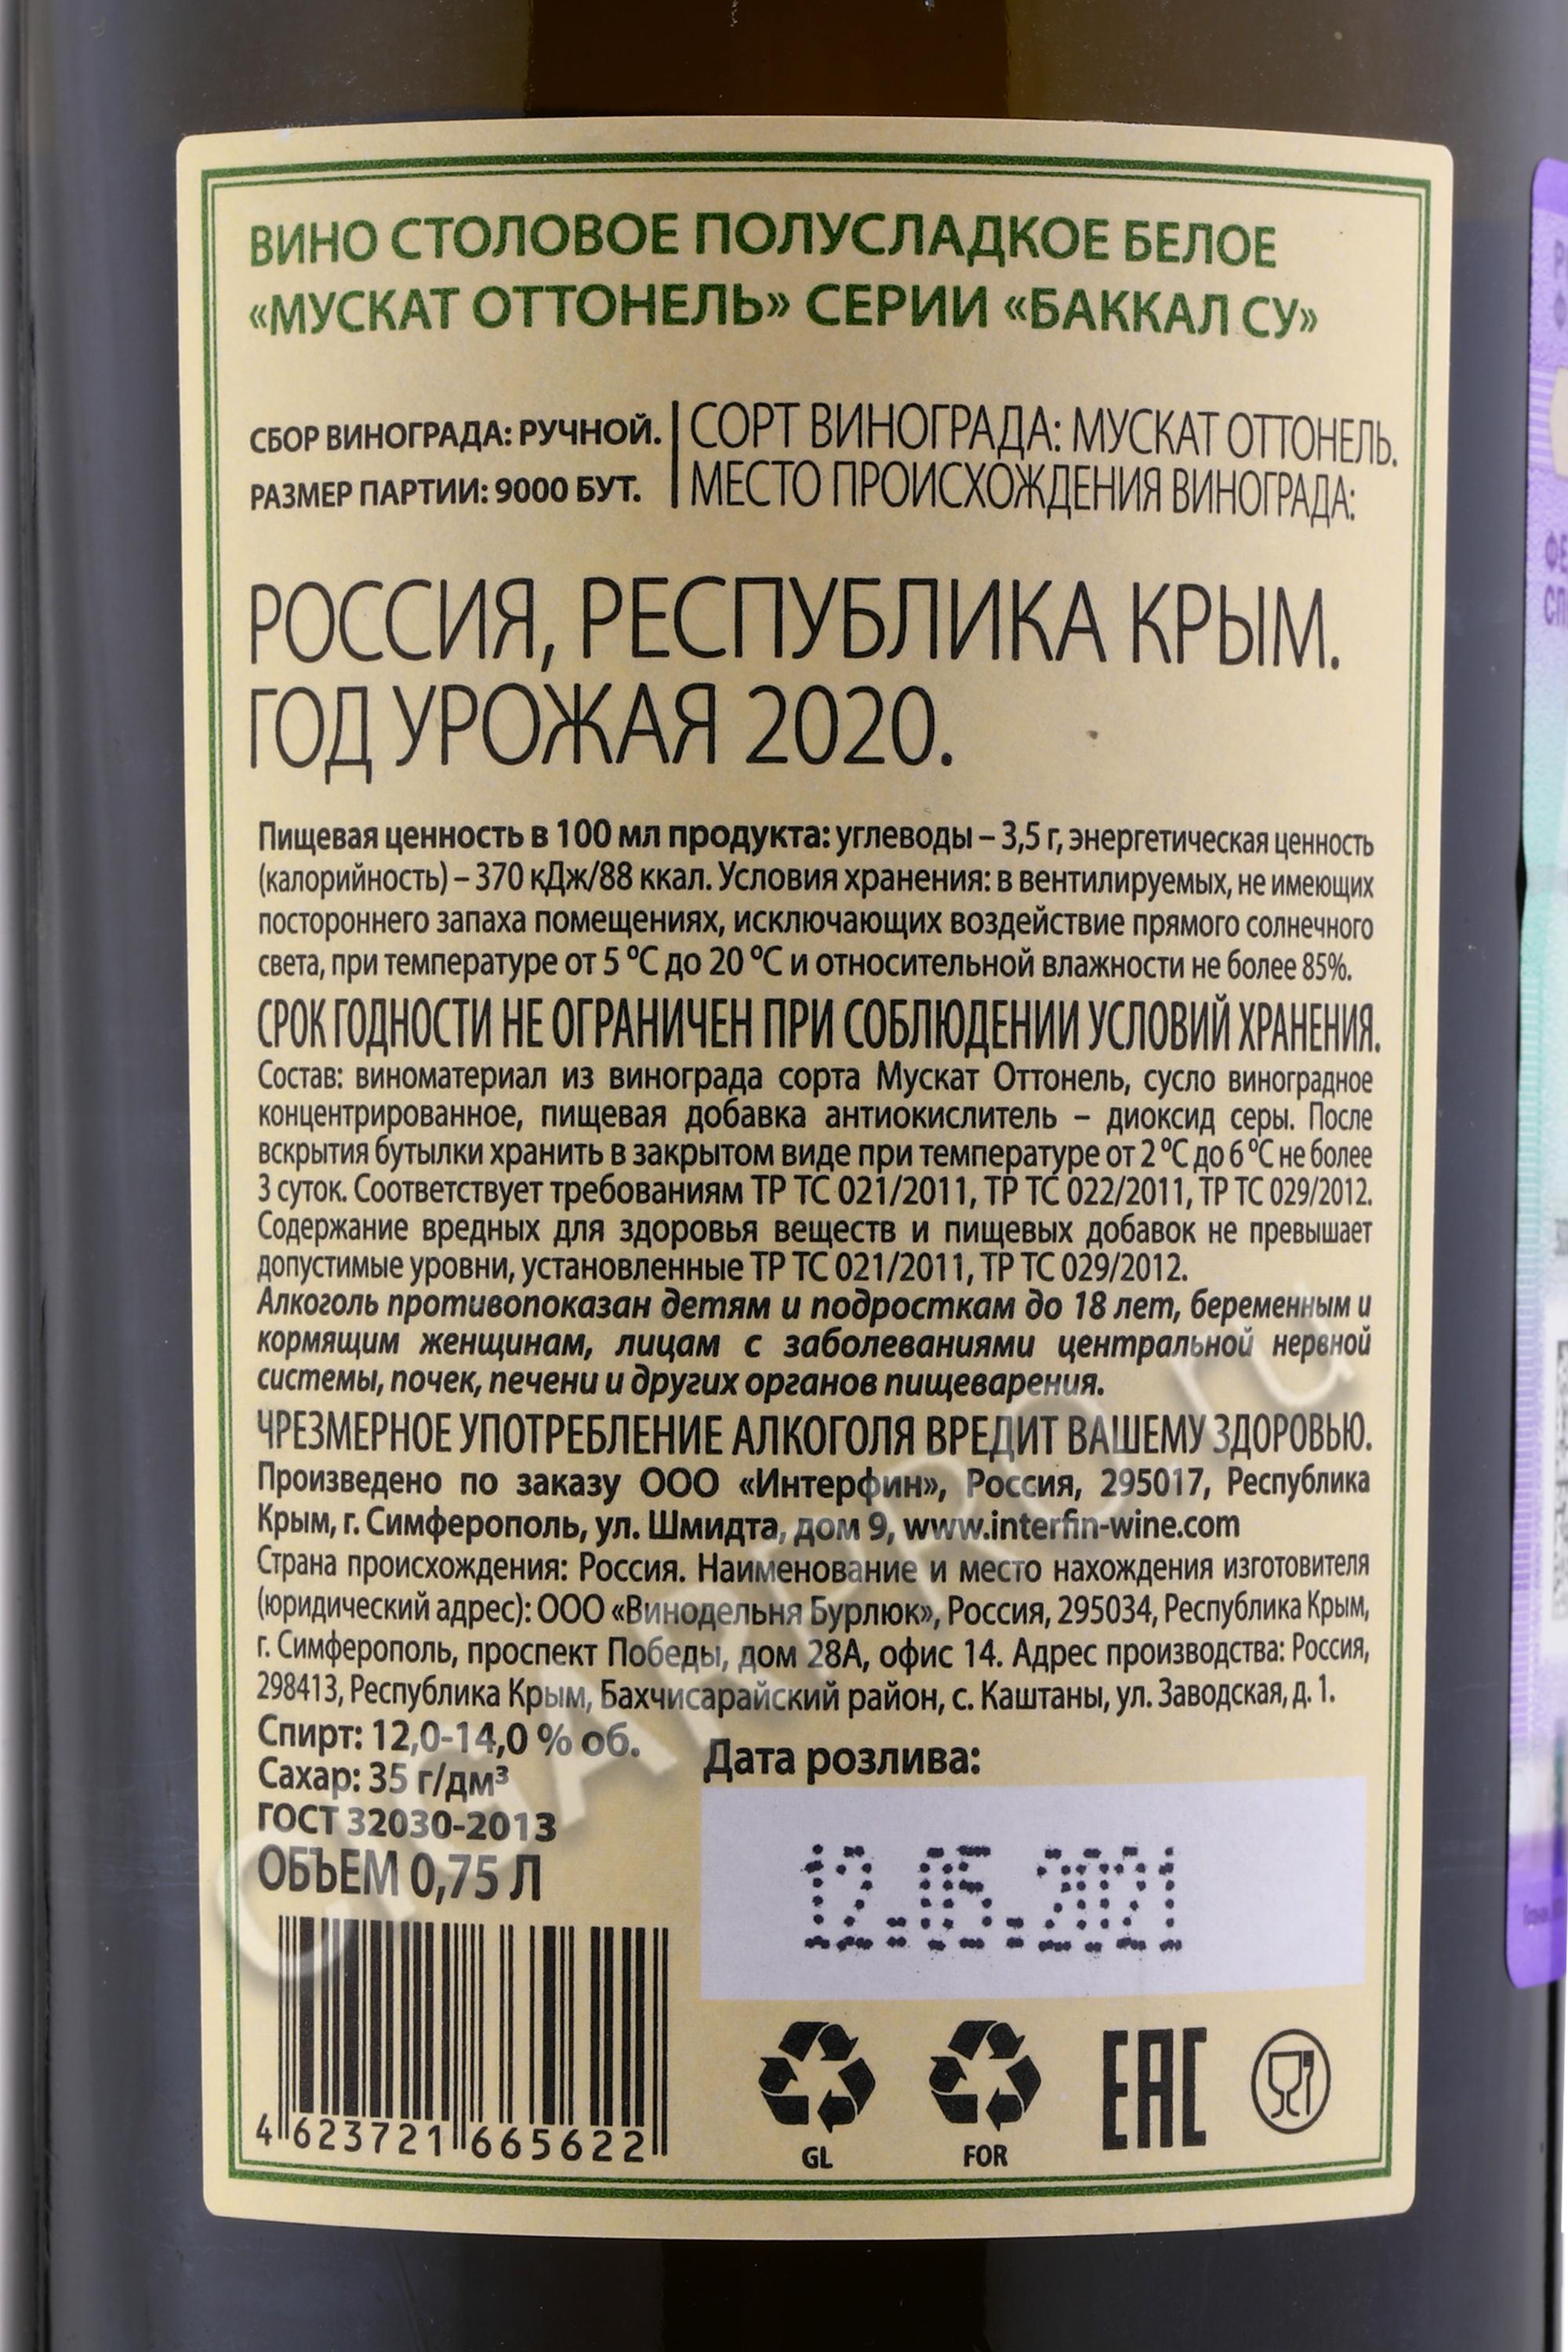 ВИНО СТОЛОВОЕ ПОЛУСЛАДКОЕ БЕЛОЕ
«МУСКАТ ОТТОНЕЛЬ» СЕРИИ «БАККАЛ СУ»
СБОР ВИНОГРАДА: РУЧНОЙ.
РАЗМЕР ПАРТИИ: 9000 БУТ.
СОРТ ВИНОГРАДА: МУСКАТ ОТТОНЕЛЬ.
МЕСТО ПРОИСХОЖДЕНИЯ ВИНОГРАДА:
РОССИЯ, РЕСПУБЛИКА КРЫМ.
ГОД УРОЖАЯ 2020.
Пищевая ценность в 100 мл продукта: углеводы – 3,5 г, энергетическая ценность
(калорийность) – 370 кДж/88 ккал. Условия хранения: в вентилируемых, не имеющих
постороннего запаха помещениях, исключающих воздействие прямого солнечного
света, при температуре от 5 °С до 20 °С и относительной влажности не более 85%.
СРОК ГОДНОСТИ НЕ ОГРАНИЧЕН ПРИ СОБЛЮДЕНИИ УСЛОВИЙ ХРАНЕНИЯ.
Состав: виноматериал из винограда сорта Мускат Оттонель, сусло виноградное
концентрированное, пищевая добавка антиокислитель – диоксид серы. После
вскрытия бутылки хранить в закрытом виде при температуре от 2 °С до 6 °С не более
3 суток. Соответствует требованиям ТР ТС 021/2011, ТР ТС 022/2011, ТР ТС 029/2012.
Содержание вредных для здоровья веществ и пищевых добавок не превышает
допустимые уровни, установленные ТР ТС 021/2011, ТР ТС 029/2012.
Алкоголь противопоказан детям и подросткам до 18 лет, беременным и
кормящим женщинам, лицам с заболеваниями центральной нервной
системы, почек, печени и других органов пищеварения.
ЧРЕЗМЕРНОЕ УПОТРЕБЛЕНИЕ АЛКОГОЛЯ ВРЕДИТ ВАШЕМУ ЗДОРОВЬЮ.
Произведено по заказу ООО «Интерфин», Россия, 295017, Республика
Крым, г. Симферополь, ул. Шмидта, дом 9, www.interfin-wine.com
Страна происхождения: Россия. Наименование и место нахождения изготовителя
(юридический адрес): ООО «Винодельня Бурлюк», Россия, 295034, Республика Крым,
г. Симферополь, проспект Победы, дом 28А, офис 14. Адрес производства: Россия,
298413, Республика Крым, Бахчисарайский район, с. Каштаны, ул. Заводская, д. 1.
Спирт: 12,0-14,0 % об.
Сахар: 35 г/дм³
ГОСТ 32030-2013
ОБЪЕМ 0,75 Л
Дата розлива:
12.05.2021
4 623721 665622
GL
FOR
EAC